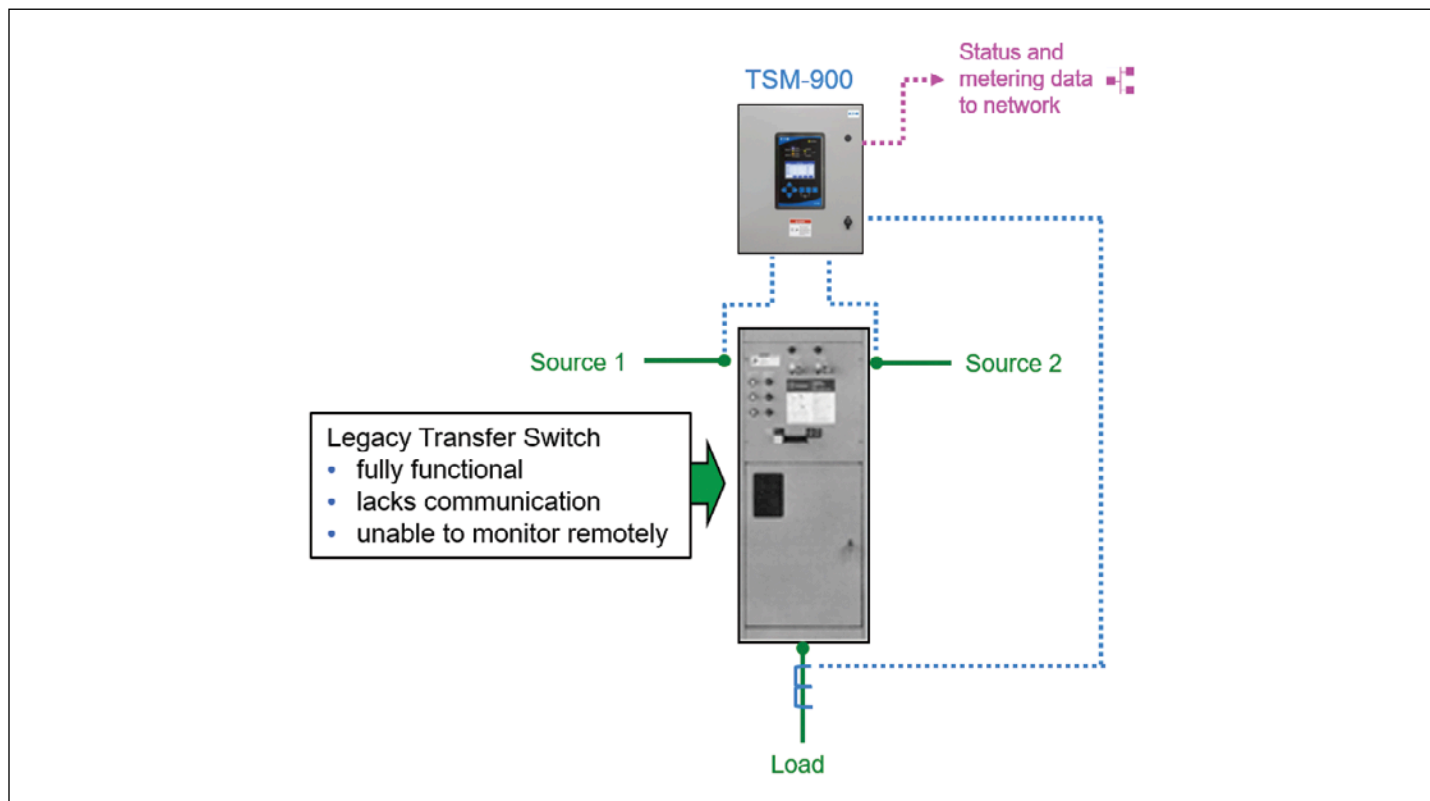 TSM-900
Status and
metering data
to network
Source 1
Source 2
Legacy Transfer Switch
• fully functional
• lacks communication
• unable to monitor remotely
Load